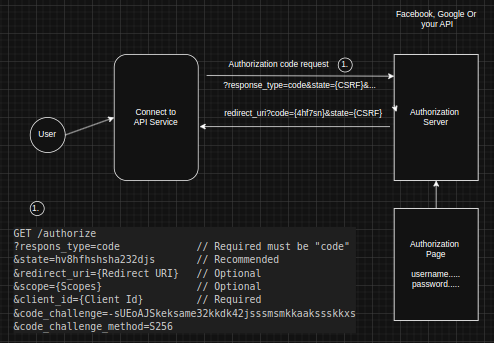 Facebook, Google Or
your API
Authorization code request
1.
?response_type=code&state={CSRF}&...
Connect to
API Service
redirect_uri?code={4hf7sn}&state={CSRF}
Authorization
Server
User
1.
GET /authorize
?respons_type=code // Required must be "code"
&state=hv8hfhshsha232djs // Recommended
&redirect_uri={Redirect URI} // Optional
&scope={Scopes} // Optional
&client_id={Client Id} // Required
&code_challenge=-sUEoAJSkeksame32kkdk42jsssmsmkkaakssskkxs
&code_challenge_method=S256
Authorization
Page
username.....
password.....